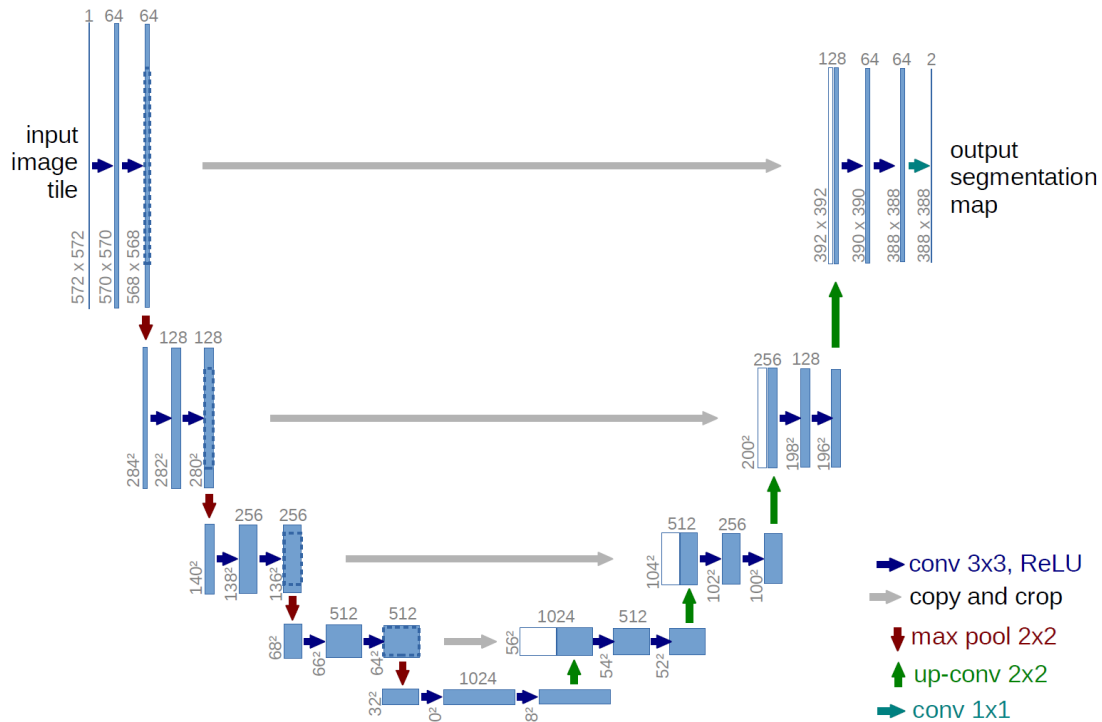 1 64 64
input
image
tile
572 x 572
570 x 570
568 x 568
128 64 64 2
output
segmentation
map
392 x 392
390 x 390
388 x 388
388 x 388
128 128
284²
282²
280²
256 128
200²
198²
196²
256 256
140²
138²
136²
512 256
104²
102²
100²
512 512
68²
66²
64²
1024 512
56²
54²
52²
1024
32²
0²
8²
conv 3x3, ReLU
copy and crop
max pool 2x2
up-conv 2x2
conv 1x1